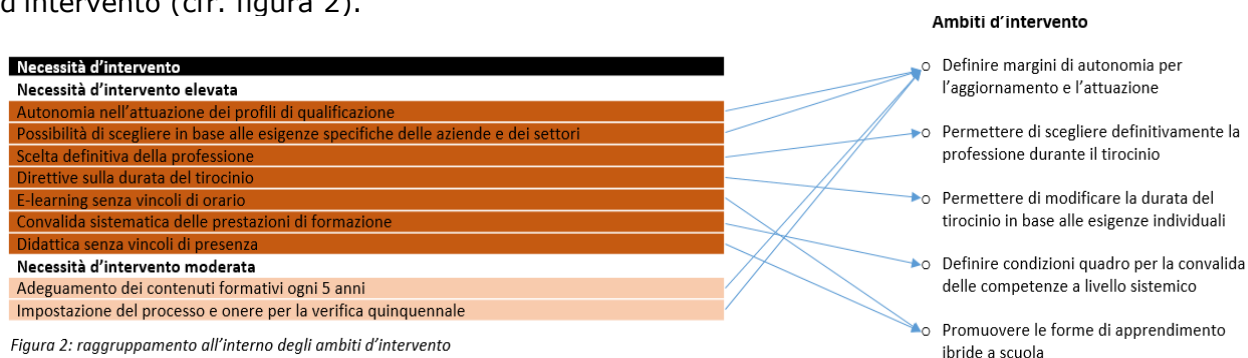 d'intervento (cfr. figura 2).
Necessità d'intervento
Necessità d'intervento elevata
Autonomia nell'attuazione dei profili di qualificazione
Possibilità di scegliere in base alle esigenze specifiche delle aziende e dei settori
Scelta definitiva della professione
Direttive sulla durata del tirocinio
E-learning senza vincoli di orario
Convalida sistematica delle prestazioni di formazione
Didattica senza vincoli di presenza
Necessità d'intervento moderata
Adeguamento dei contenuti formativi ogni 5 anni
Impostazione del processo e onere per la verifica quinquennale
Figura 2: raggruppamento all'interno degli ambiti d'intervento
Ambiti d'intervento
o Definire margini di autonomia per
l'aggiornamento e l'attuazione
o Permettere di scegliere definitivamente la
professione durante il tirocinio
o Permettere di modificare la durata del
tirocinio in base alle esigenze individuali
o Definire condizioni quadro per la convalida
delle competenze a livello sistemico
o Promuovere le forme di apprendimento
ibride a scuola